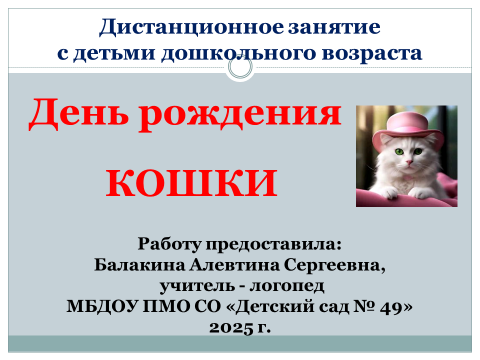 Дистанционное занятие
с детьми дошкольного возраста
День рождения
КОШКИ
Работу предоставила:
Балакина Алевтина Сергеевна,
учитель - логопед
МБДОУ ПМО СО «Детский сад № 49»
2025 г.